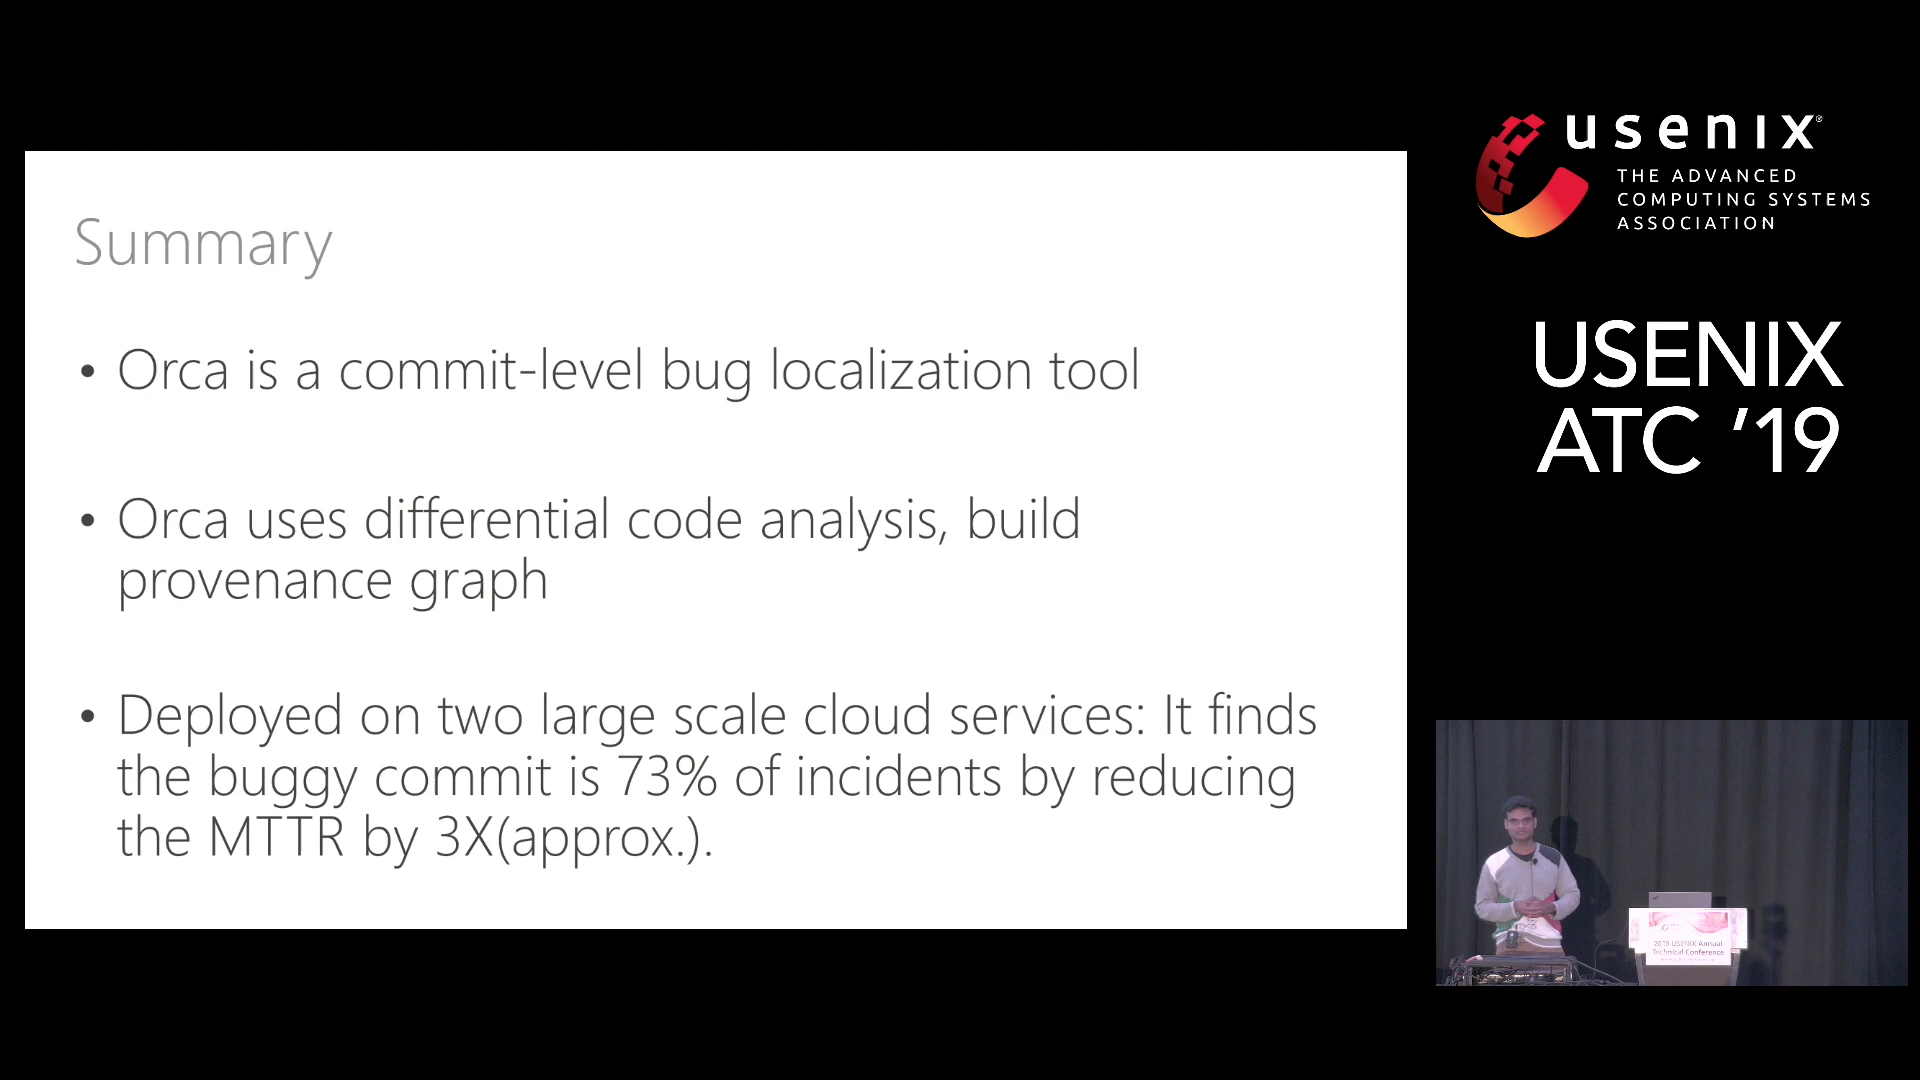 Summary
• Orca is a commit-level bug localization tool
• Orca uses differential code analysis, build
provenance graph
• Deployed on two large scale cloud services: It finds
the buggy commit is 73% of incidents by reducing
the MTTR by 3X(approx.).
usenix®
THE ADVANCED
COMPUTING SYSTEMS
ASSOCIATION
USENIX
ATC ’19
2019 USENIX Annual
Technical Conference